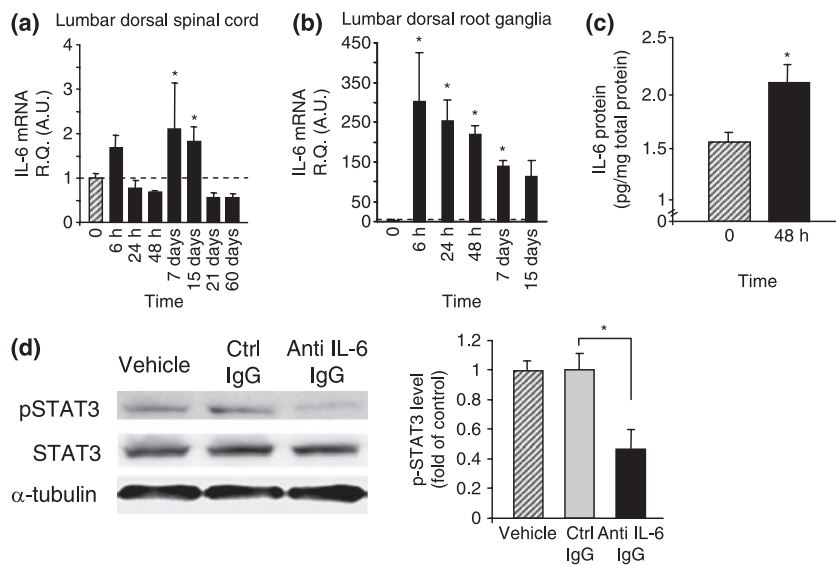 (a) Lumbar dorsal spinal cord
IL-6 mRNA
R.Q. (A.U.)
4
3
2
1
0
*
*
0
6 h
24 h
48 h
7 days
15 days
21 days
60 days
Time
(b) Lumbar dorsal root ganglia
IL-6 mRNA
R.Q. (A.U.)
450
350
300
250
150
50
0
*
*
*
*
0
6 h
24 h
48 h
7 days
15 days
Time
(c)
IL-6 protein
(pg/mg total protein)
2.5
2.0
1.5
1
0
*
0
48 h
Time
(d)
Vehicle
Ctrl
IgG
Anti IL-6
IgG
pSTAT3
STAT3
α-tubulin
p-STAT3 level
(fold of control)
1.2
1
0.8
0.6
0.4
0.2
0
*
Vehicle
Ctrl
IgG
Anti IL-6
IgG